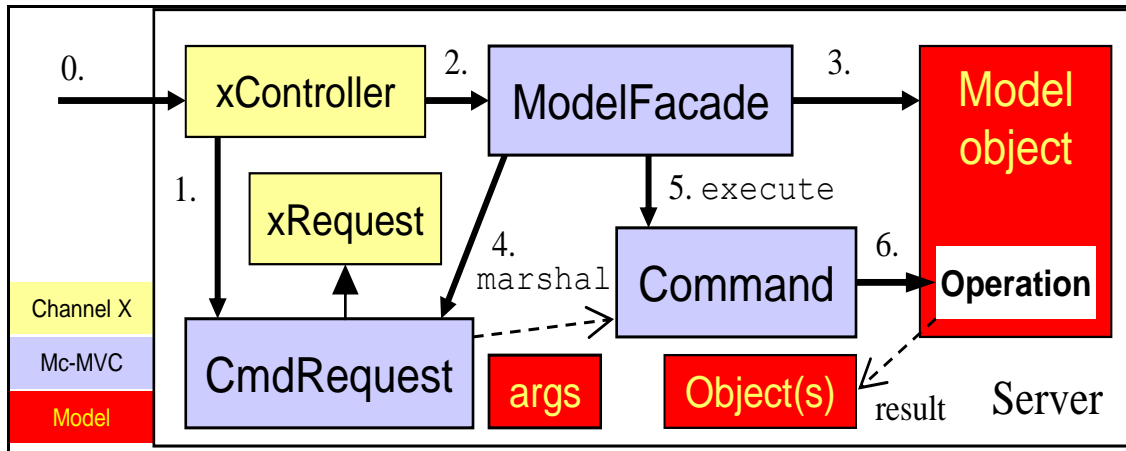 0.
xController
2.
ModelFacade
3.
Model
object
1.
xRequest
5. execute
4.
marshal
Command
6.
Operation
Channel X
Mc-MVC
Model
CmdRequest
args
Object(s)
result
Server